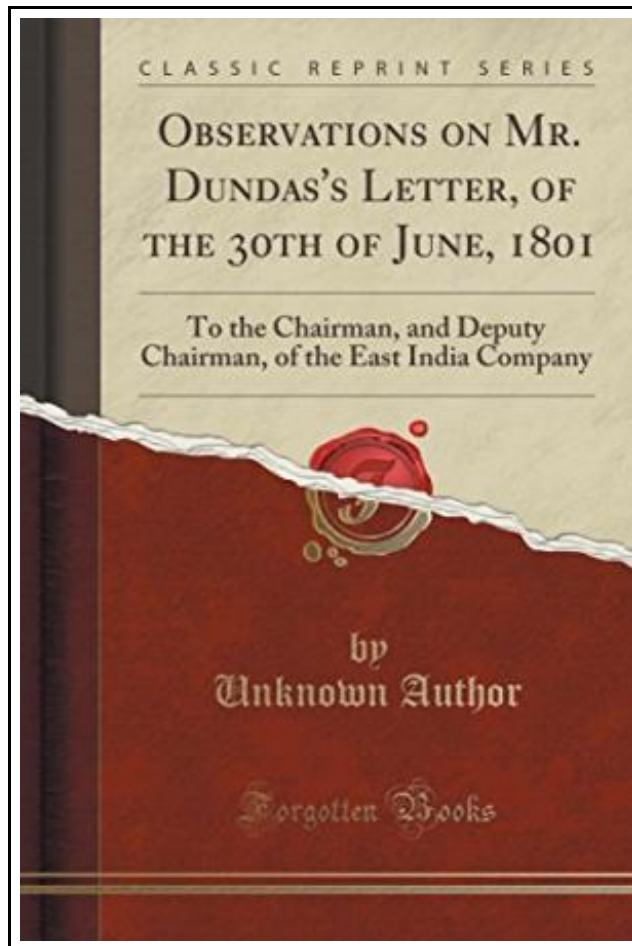 CLASSIC REPRINT SERIES
OBSERVATIONS ON MR.
DUNDAS'S LETTER, OF
THE 30TH OF JUNE, 1801
To the Chairman, and Deputy
Chairman, of the East India Company
by
Unknown Author
Forgotten Books